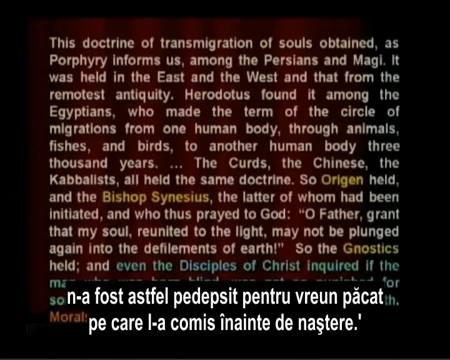 This doctrine of transmigration of souls obtained, as
Porphyry informs us, among the Persians and Magi. It
was held in the East and the West and that from the
remotest antiquity. Herodotus found it among the
Egyptians, who made the term of the circle of
migrations from one human body, through animals,
fishes, and birds, to another human body three
thousand years. ... The Curds, the Chinese, the
Kabbalists, all held the same doctrine. So Origen held,
and the Bishop Synesius, the latter of whom had been
initiated, and who thus prayed to God: "O Father, grant
that my soul, reunited to the light, may not be plunged
again into the defilements of earth!" So the Gnostics
held; and even the Disciples of Christ inquired if the
for
so
Moral
n-a fost astfel pedepsit pentru vreun păcat
pe care l-a comis înainte de naştere.'